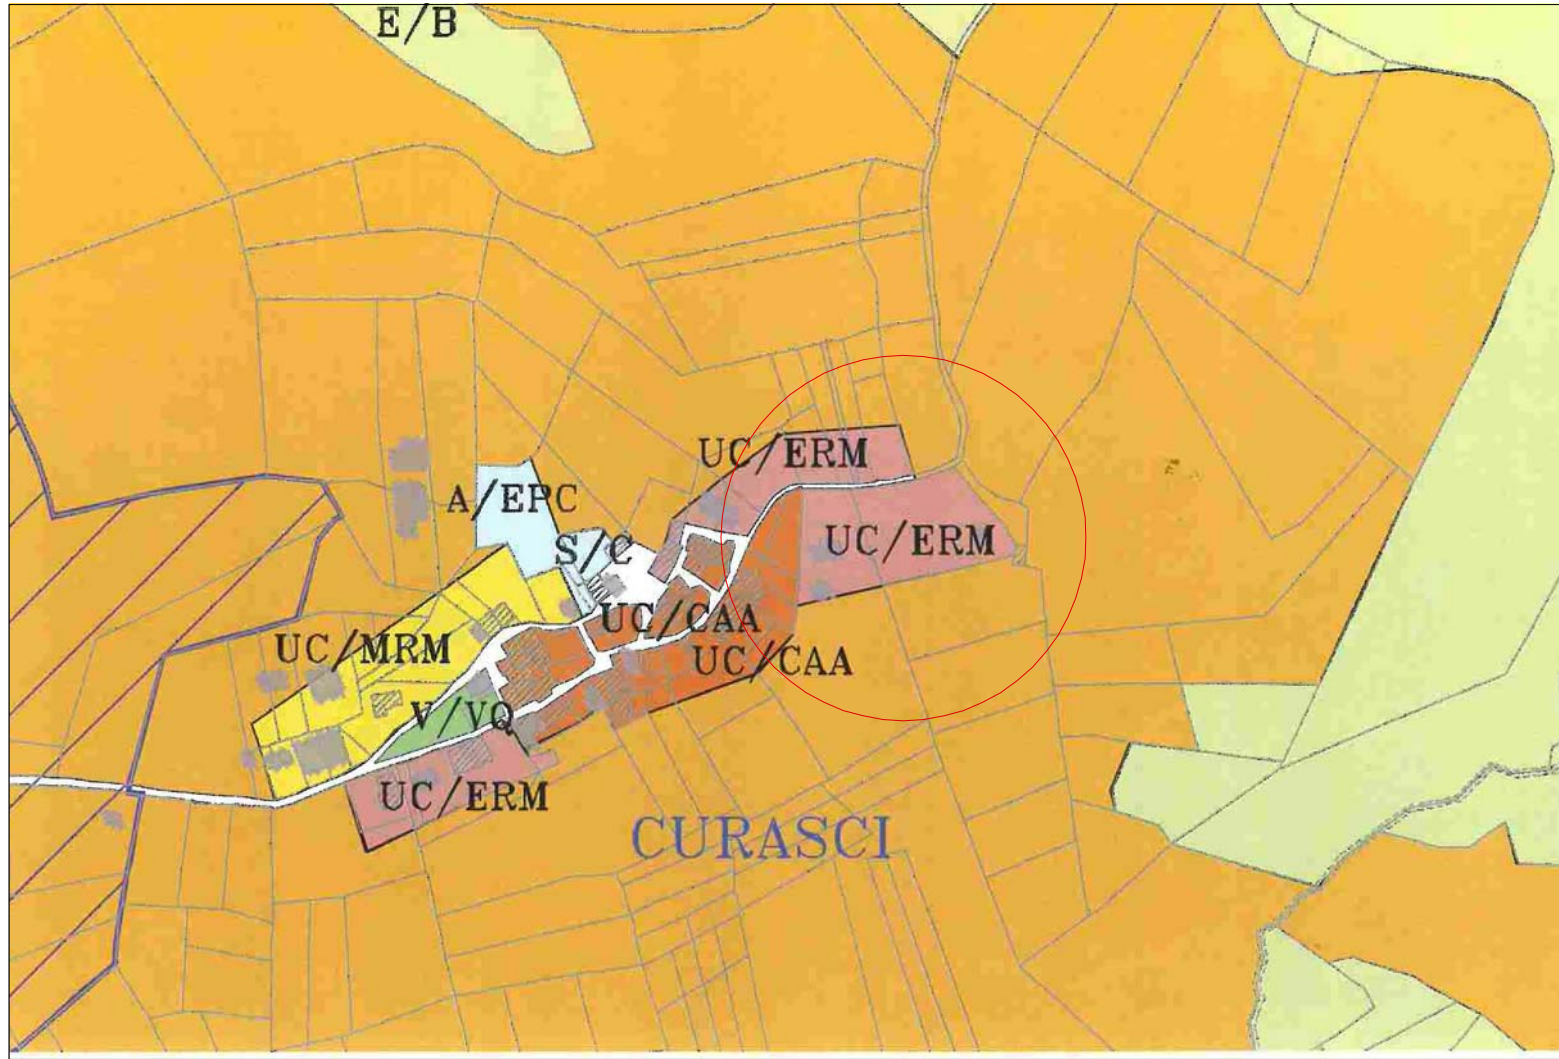 E/B
UC/ERM
A/EPC
UC/ERM
S/C
UC/CAA
UC/MRM
UC/CAA
V/VQ
UC/ERM
CURASCI